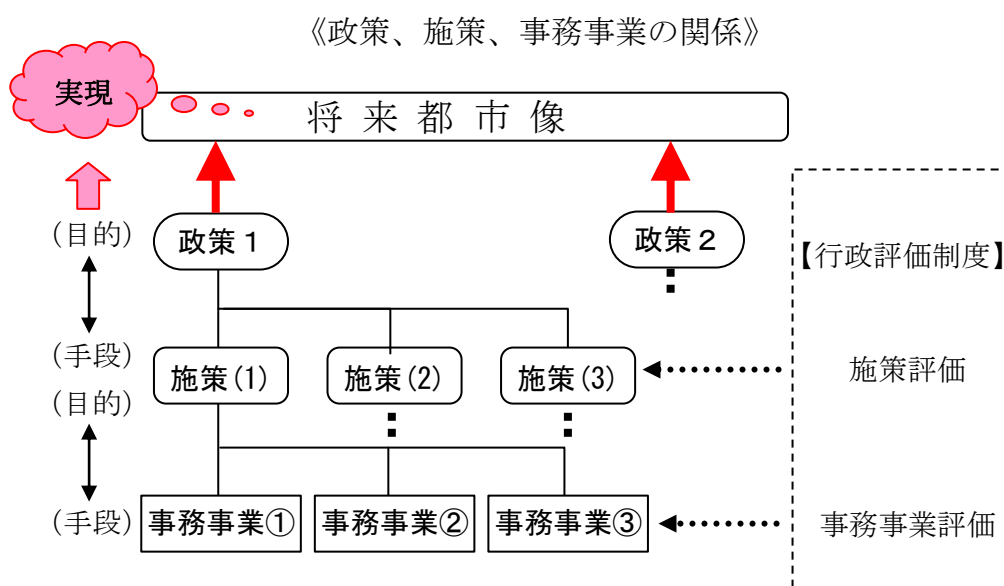 《政策、施策、事務事業の関係》
実現
将来都市像
(目的)
政策1
政策2
【行政評価制度】
(手段)
施策(1)
施策(2)
施策(3)
施策評価
(目的)
(手段)
事務事業①
事務事業②
事務事業③
事務事業評価